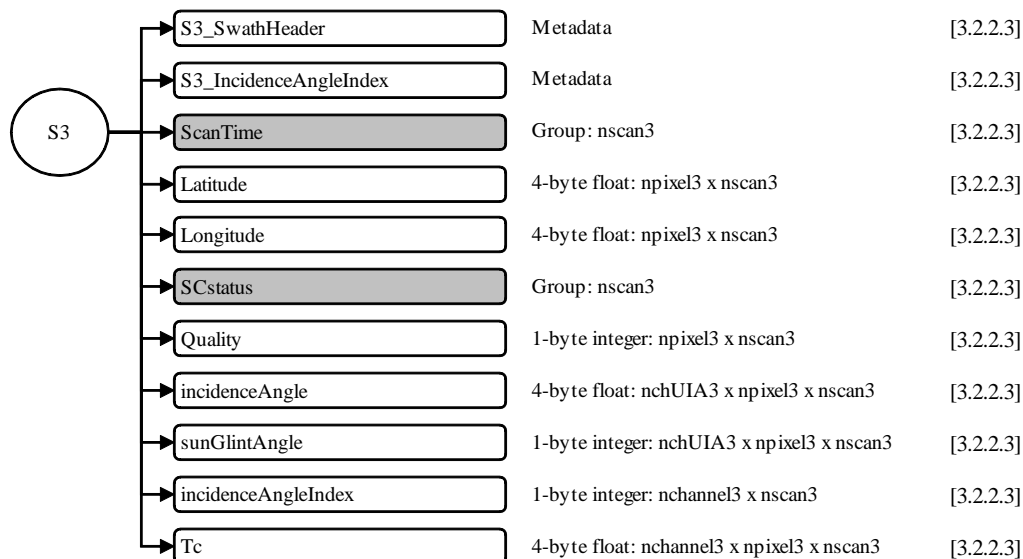 S3_SwathHeader Metadata [3.2.2.3]
S3_IncidenceAngleIndex Metadata [3.2.2.3]
S3 ScanTime Group: nscan3 [3.2.2.3]
Latitude 4-byte float: npixel3 x nscan3 [3.2.2.3]
Longitude 4-byte float: npixel3 x nscan3 [3.2.2.3]
SCstatus Group: nscan3 [3.2.2.3]
Quality 1-byte integer: npixel3 x nscan3 [3.2.2.3]
incidenceAngle 4-byte float: nchUIA3 x npixel3 x nscan3 [3.2.2.3]
sunGlintAngle 1-byte integer: nchUIA3 x npixel3 x nscan3 [3.2.2.3]
incidenceAngleIndex 1-byte integer: nchannel3 x nscan3 [3.2.2.3]
Tc 4-byte float: nchannel3 x npixel3 x nscan3 [3.2.2.3]